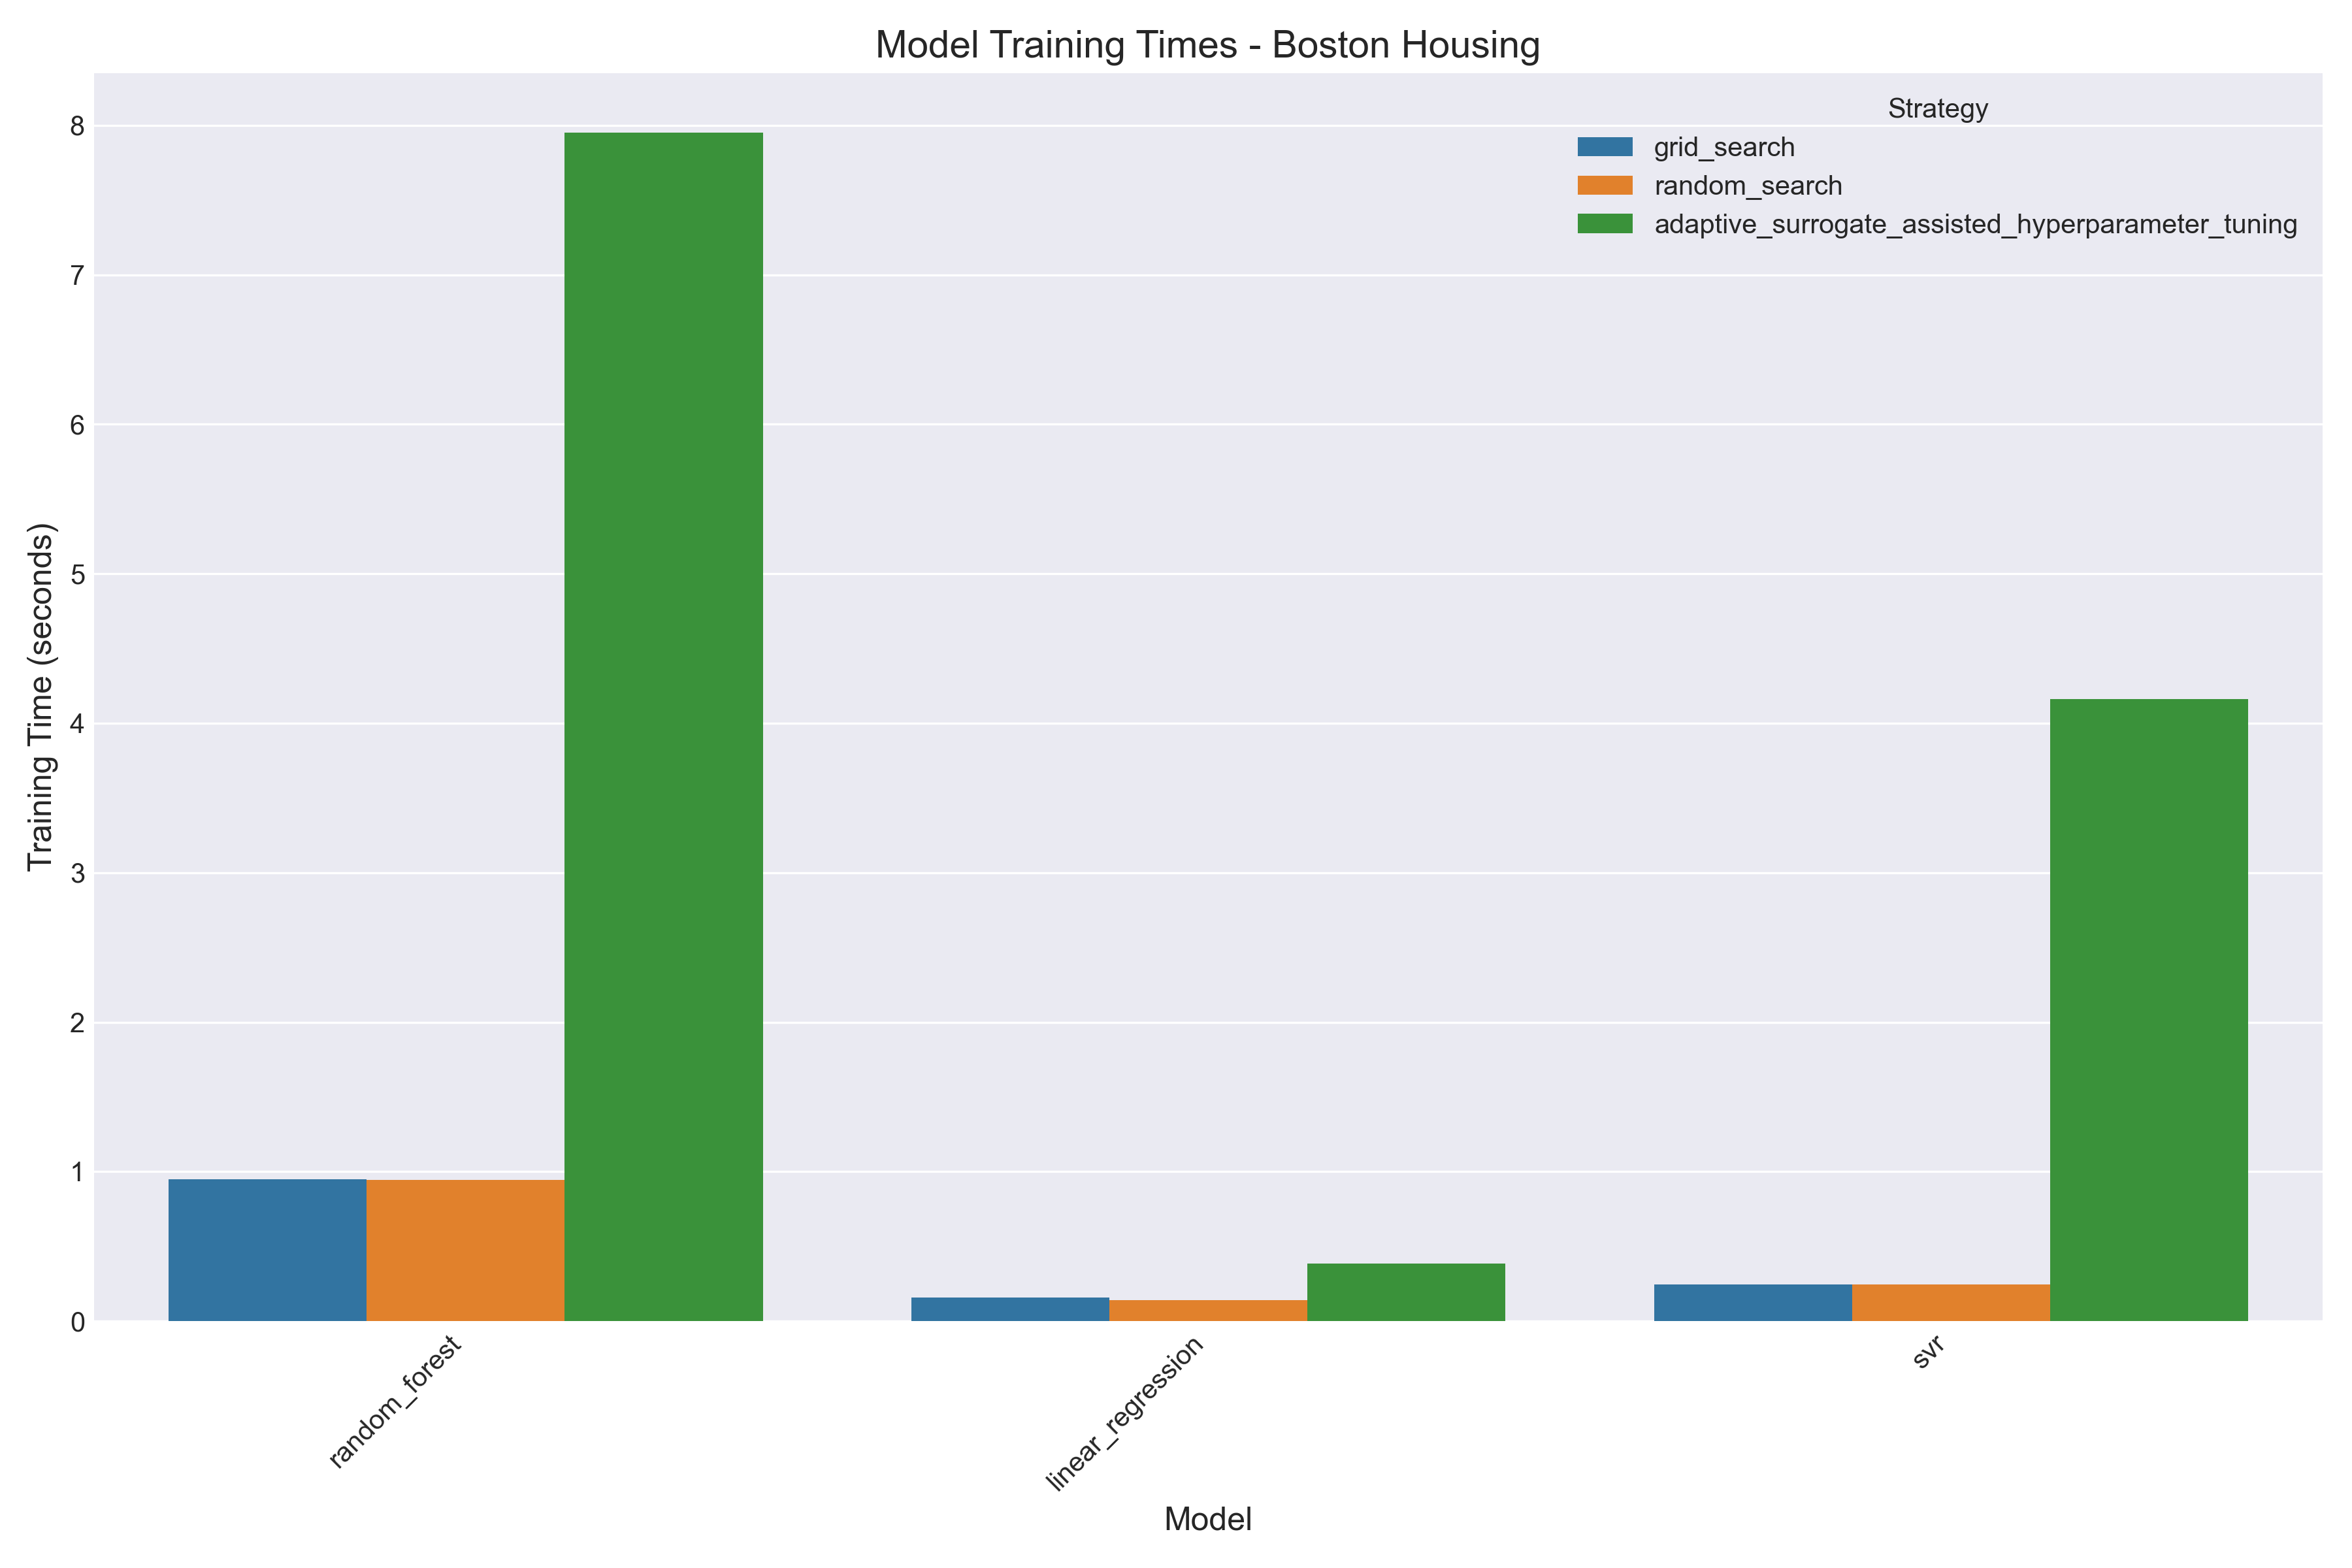 Model Training Times - Boston Housing
Strategy
grid_search
random_search
adaptive_surrogate_assisted_hyperparameter_tuning
Training Time (seconds)
8
7
6
5
4
3
2
1
0
random_forest
linear_regression
svr
Model